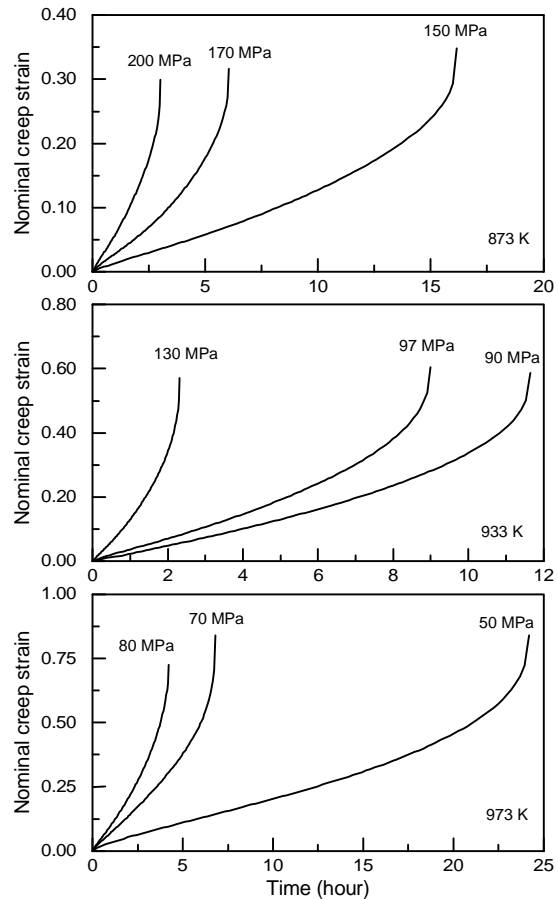 0.40
0.30
0.20
0.10
0.00
Nominal creep strain
200 MPa
170 MPa
150 MPa
873 K
0
5
10
15
20
0.80
0.60
0.40
0.20
0.00
Nominal creep strain
130 MPa
97 MPa
90 MPa
933 K
0
2
4
6
8
10
12
1.00
0.75
0.50
0.25
0.00
Nominal creep strain
80 MPa
70 MPa
50 MPa
973 K
0
5
10
15
20
25
Time (hour)